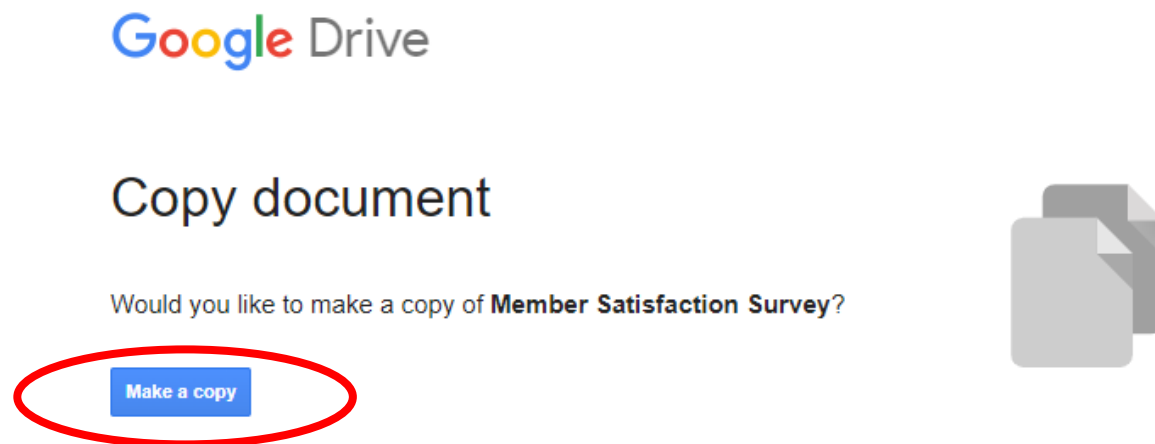 Google Drive
Copy document
Would you like to make a copy of Member Satisfaction Survey?
Make a copy